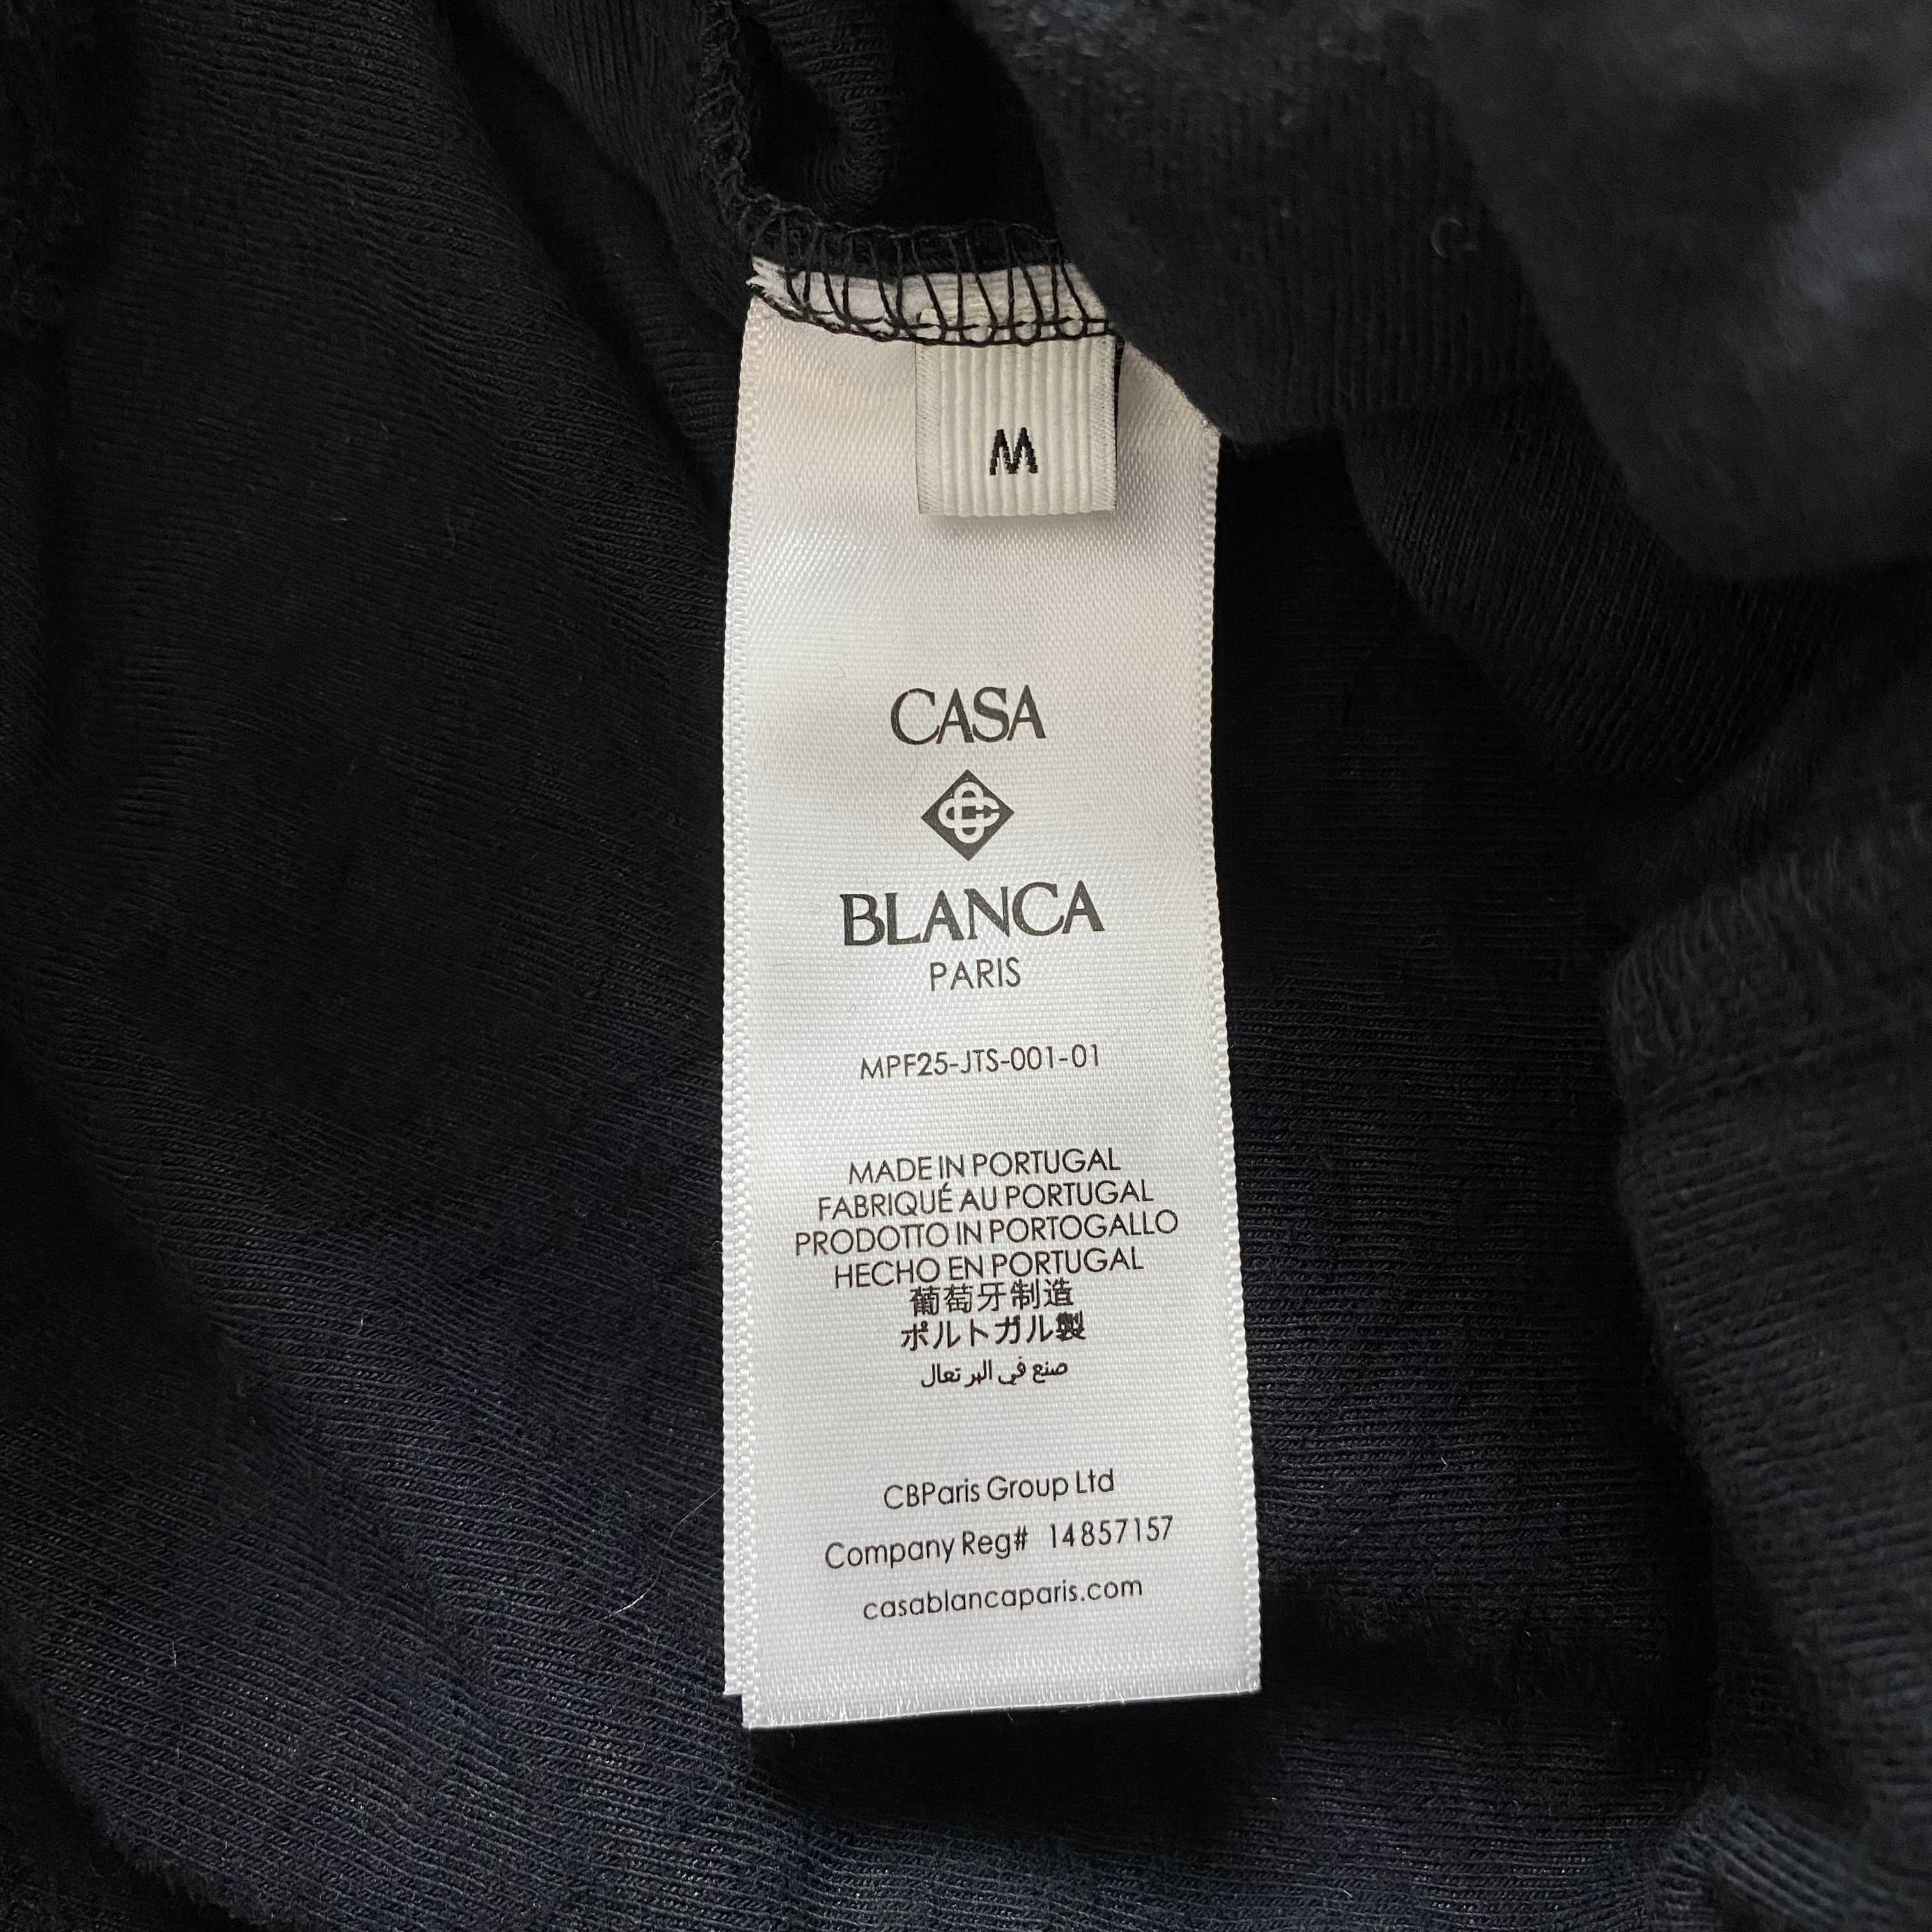 M
CASA
BLANCA
PARIS
MPF25-JTS-001-01
MADE IN PORTUGAL
FABRIQUÉ AU PORTUGAL
PRODOTTO IN PORTOGALLO
HECHO EN PORTUGAL
葡萄牙制造
ポルトガル製
صنع في البرتغال
CBParis Group Ltd
Company Reg# 14857157
casablancaparis.com